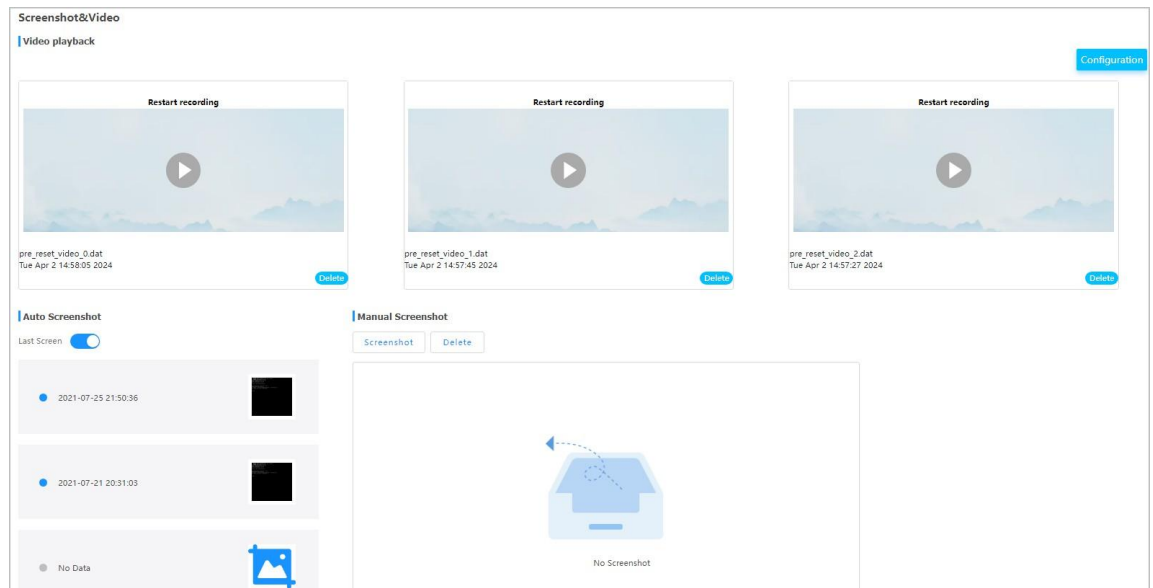 Screenshot&Video
Video playback
Configuration
Restart recording
pre_reset_video_0.dat
Tue Apr 2 14:58:05 2024
Delete
Restart recording
pre_reset_video_1.dat
Tue Apr 2 14:57:45 2024
Delete
Restart recording
pre_reset_video_2.dat
Tue Apr 2 14:57:27 2024
Delete
Auto Screenshot
Last Screen
2021-07-25 21:50:36
2021-07-21 20:31:03
No Data
Manual Screenshot
Screenshot Delete
No Screenshot